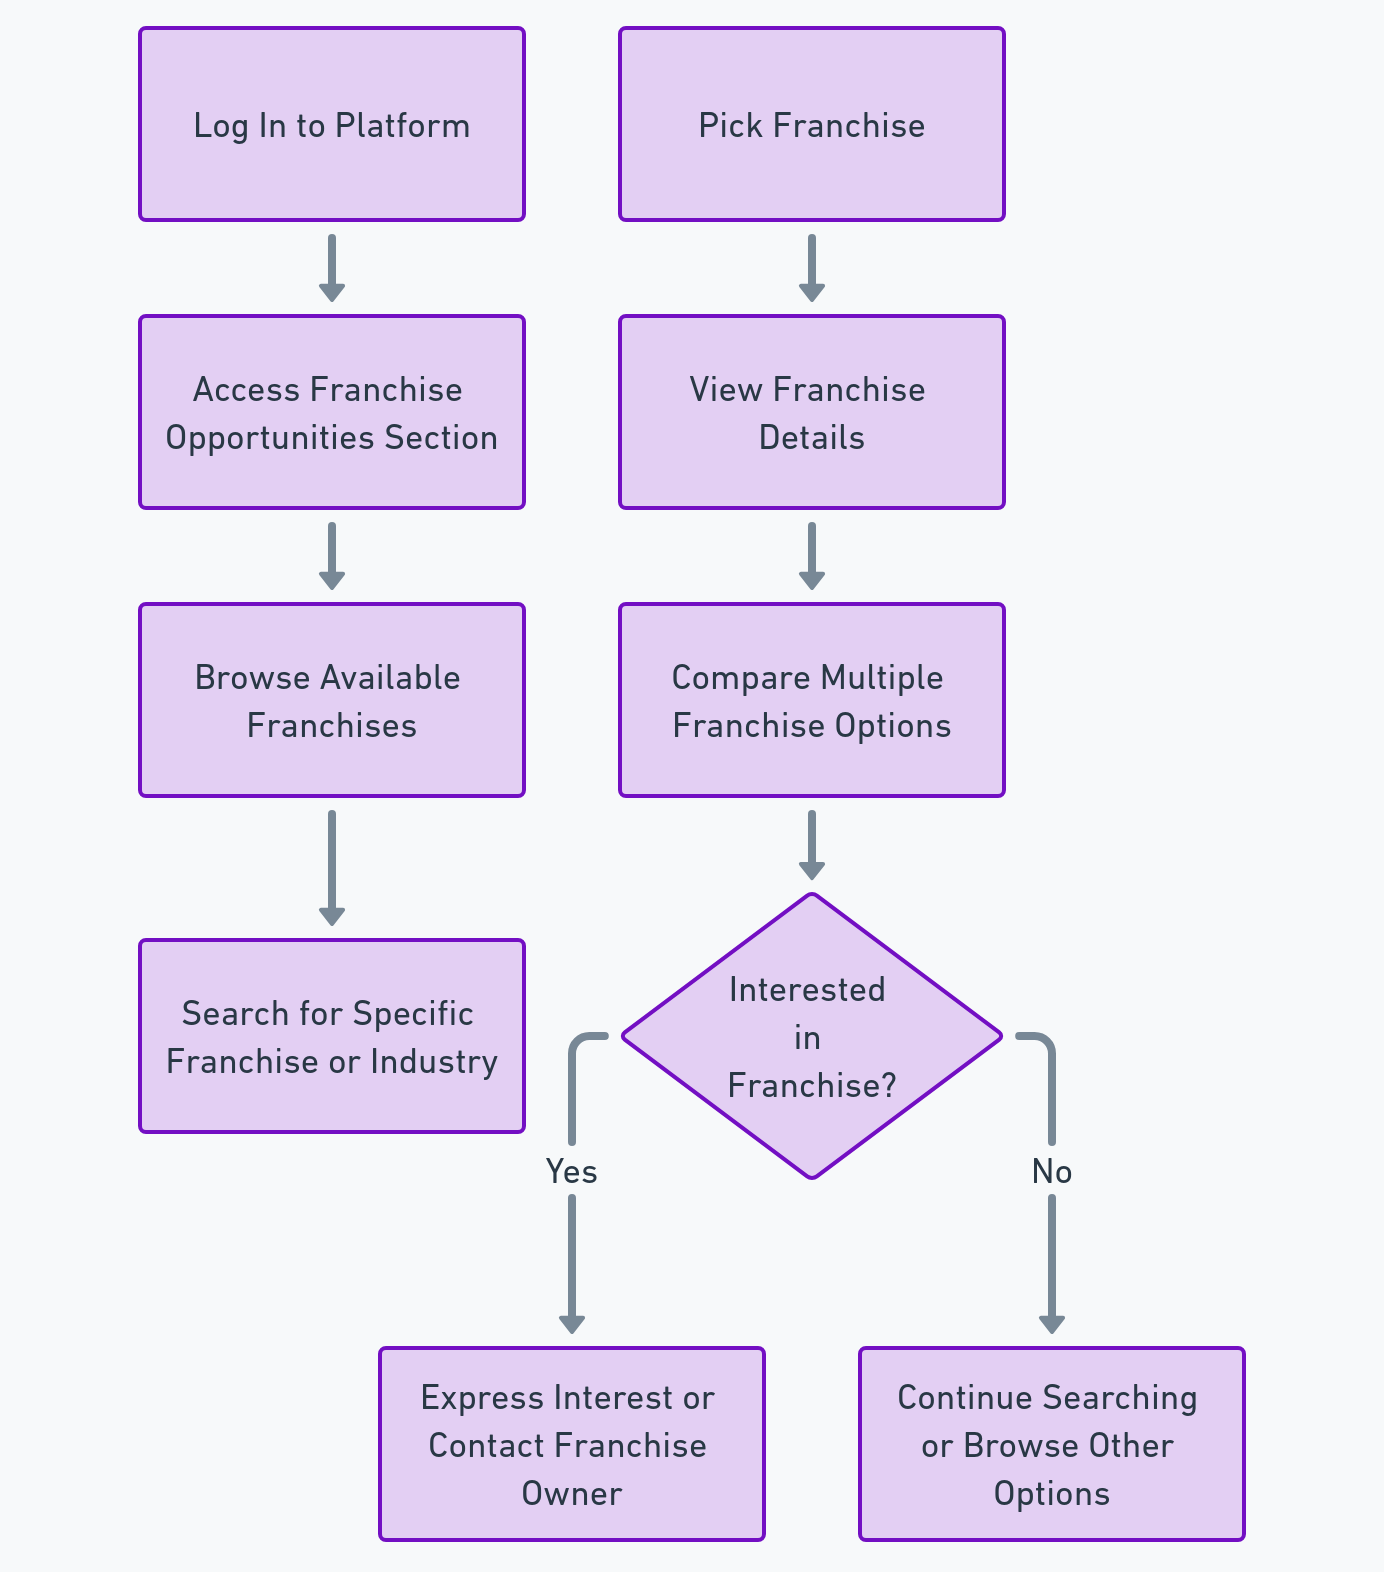 Log In to Platform
Access Franchise
Opportunities Section
Browse Available
Franchises
Search for Specific
Franchise or Industry
Pick Franchise
View Franchise
Details
Compare Multiple
Franchise Options
Interested
in
Franchise?
Yes
No
Express Interest or
Contact Franchise
Owner
Continue Searching
or Browse Other
Options